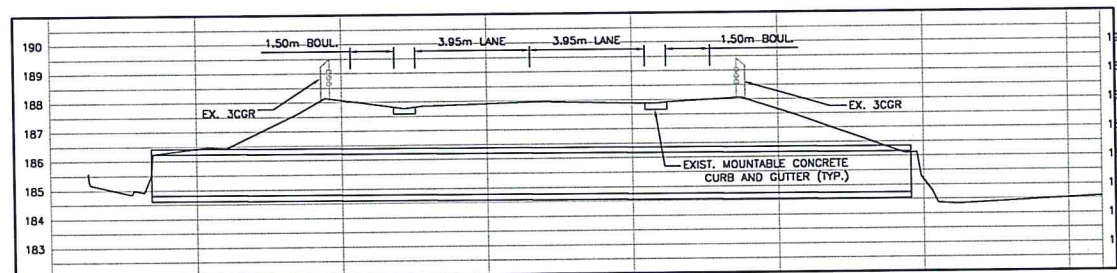 190
1.50m BOUL.
3.95m LANE
3.95m LANE
1.50m BOUL.
189
188
EX. 3CGR
EX. 3CGR
187
186
EXIST. MOUNTABLE CONCRETE
CURB AND GUTTER (TYP.)
185
184
183